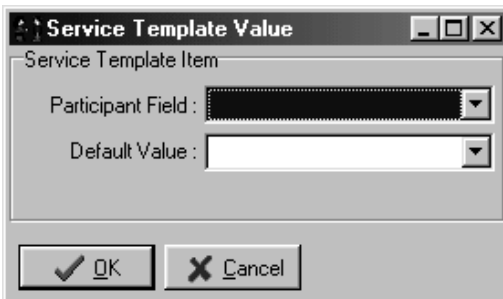 Service Template Value
Service Template Item
Participant Field :
Default Value :
OK
Cancel